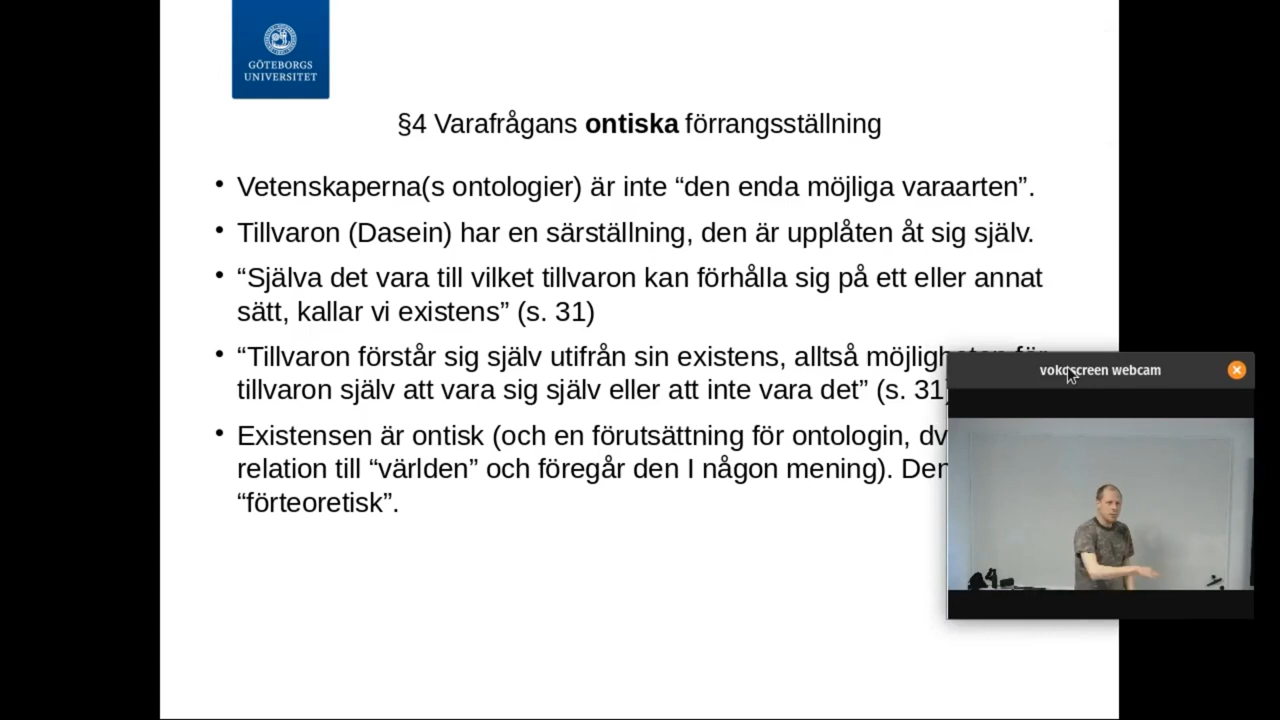 GÖTEBORGS
UNIVERSITET
§4 Varafrågans ontiska förrangsställning
• Vetenskaperna(s ontologier) är inte “den enda möjliga varaarten”.
• Tillvaron (Dasein) har en särställning, den är upplåten åt sig själv.
• “Själva det vara till vilket tillvaron kan förhålla sig på ett eller annat
sätt, kallar vi existens” (s. 31)
• “Tillvaron förstår sig själv utifrån sin existens, alltså möjligheten för
tillvaron själv att vara sig själv eller att inte vara det” (s. 31)
• Existensen är ontisk (och en förutsättning för ontologin, dv
relation till “världen” och föregår den I någon mening). Den
“förteoretisk”.
vokoscreen webcam